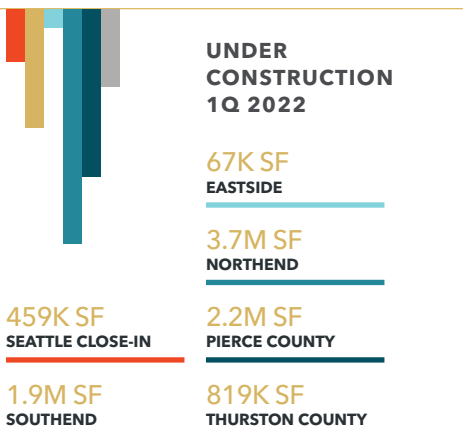 UNDER
CONSTRUCTION
1Q 2022
67K SF
EASTSIDE
3.7M SF
NORTHEND
459K SF
SEATTLE CLOSE-IN
2.2M SF
PIERCE COUNTY
1.9M SF
SOUTHEND
819K SF
THURSTON COUNTY